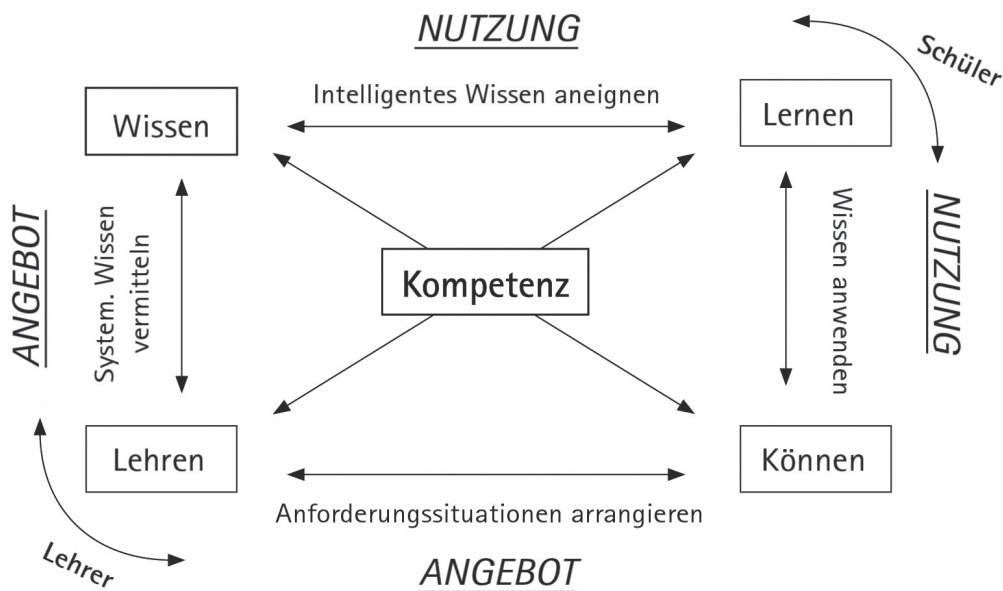 NUTZUNG
Schüler
Intelligentes Wissen aneignen
Wissen
Lernen
ANGEBOT
System. Wissen
vermitteln
Kompetenz
Wissen anwenden
NUTZUNG
Lehren
Können
Anforderungssituationen arrangieren
Lehrer
ANGEBOT